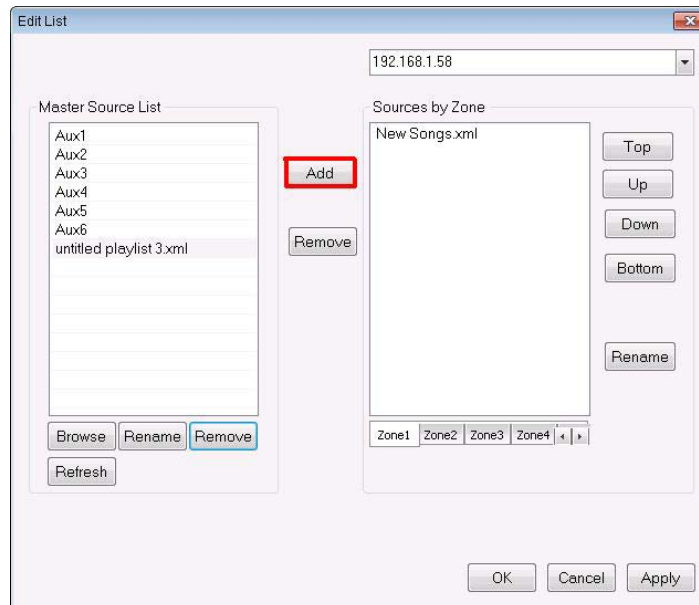 Edit List
192.168.1.58
Master Source List
Aux1
Aux2
Aux3
Aux4
Aux5
Aux6
untitled playlist 3.xml
Browse Rename Remove
Refresh
Add
Remove
Sources by Zone
New Songs.xml
Zone1 Zone2 Zone3 Zone4
Top
Up
Down
Bottom
Rename
OK Cancel Apply